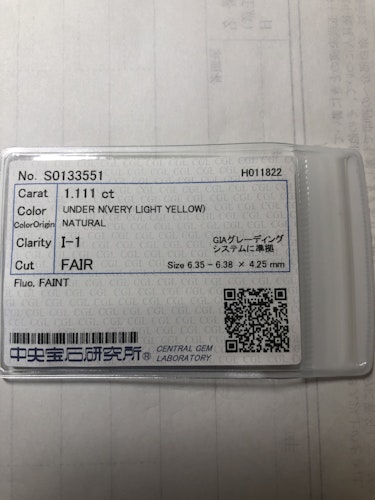 No. S0133551 H011822
Carat 1.111 ct
Color UNDER N(VERY LIGHT YELLOW)
ColorOrigin NATURAL
Clarity I-1 GIAグレーディング
システムに準拠
Cut FAIR Size 6.35 - 6.38 × 4.25 mm
Fluo. FAINT
中央宝石研究所® CENTRAL GEM
LABORATORY